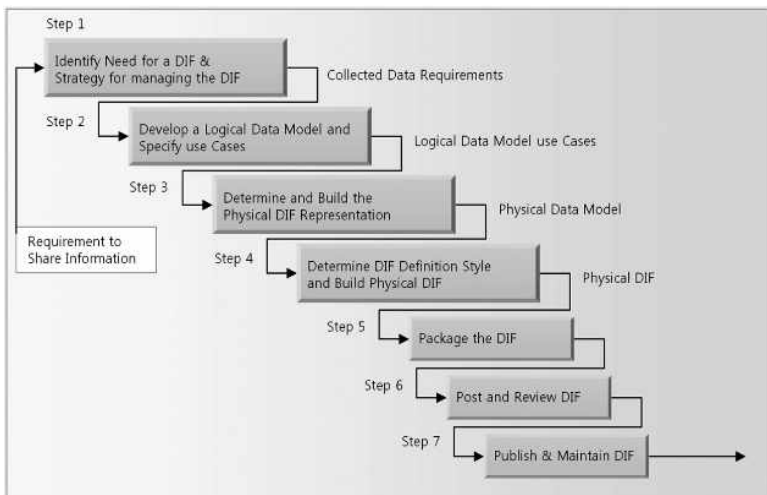 Step 1
Identify Need for a DIF &
Strategy for managing the DIF
Collected Data Requirements
Step 2
Develop a Logical Data Model and
Specify use Cases
Logical Data Model use Cases
Step 3
Determine and Build the
Physical DIF Representation
Physical Data Model
Requirement to
Share Information
Step 4
Determine DIF Definition Style
and Build Physical DIF
Physical DIF
Step 5
Package the DIF
Step 6
Post and Review DIF
Step 7
Publish & Maintain DIF